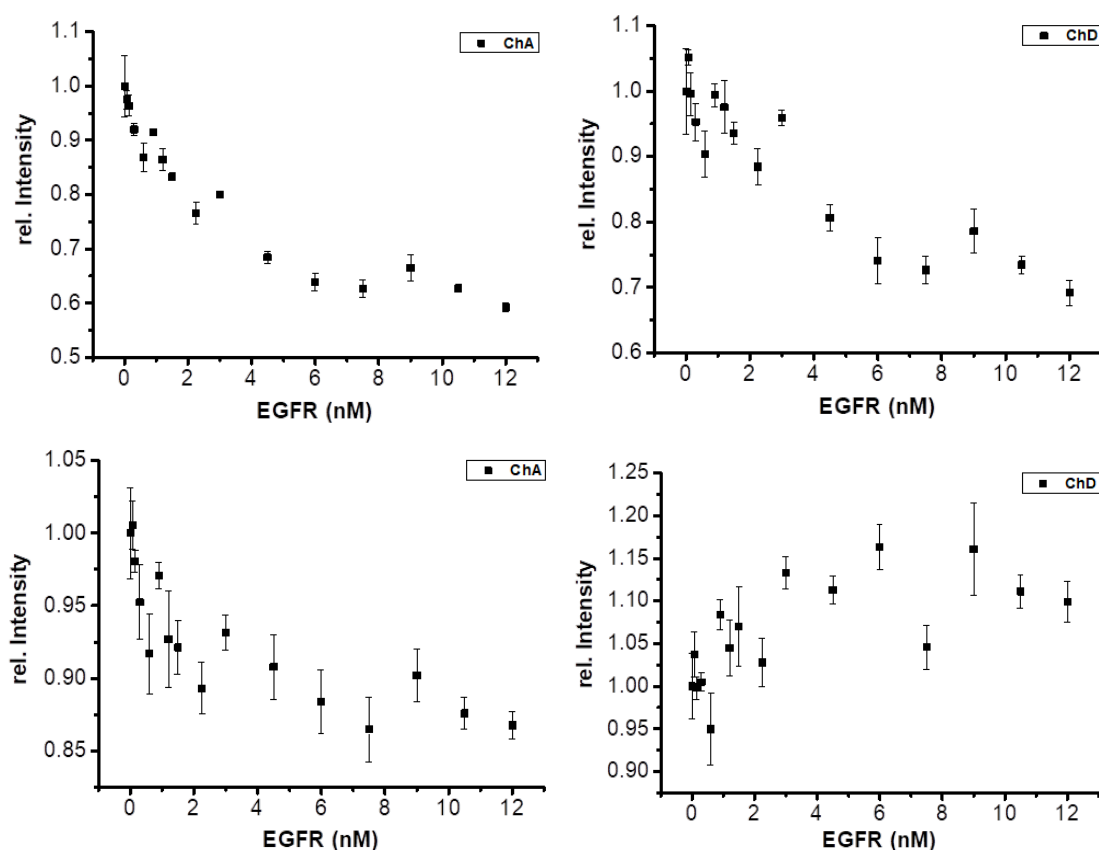 ChA
rel. Intensity
1.1
1.0
0.9
0.8
0.7
0.6
0.5
0 2 4 6 8 10 12
EGFR (nM)
ChD
rel. Intensity
1.1
1.0
0.9
0.8
0.7
0.6
0 2 4 6 8 10 12
EGFR (nM)
ChA
rel. Intensity
1.05
1.00
0.95
0.90
0.85
0 2 4 6 8 10 12
EGFR (nM)
ChD
rel. Intensity
1.25
1.20
1.15
1.10
1.05
1.00
0.95
0.90
0 2 4 6 8 10 12
EGFR (nM)